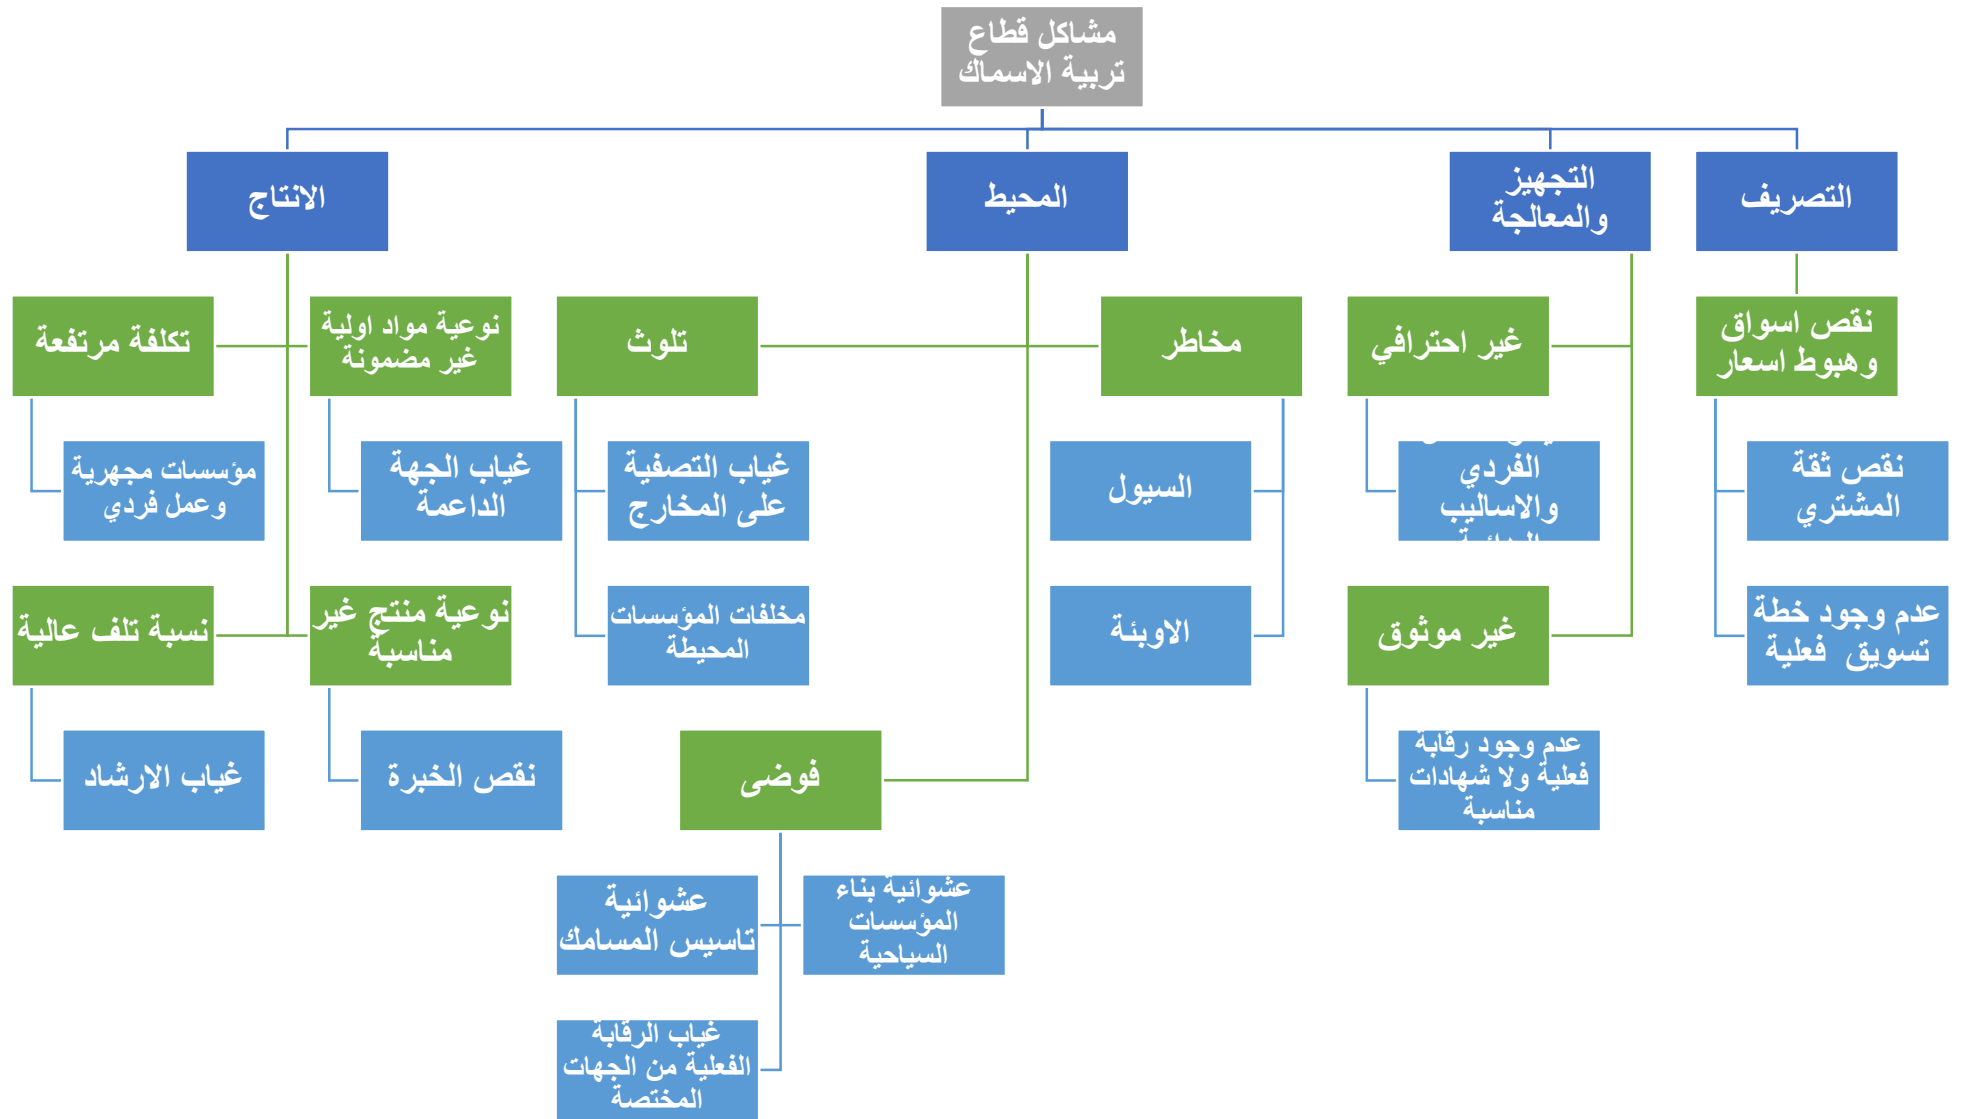 مشاكل قطاع
تربية الاسماك
التصريف
التجهيز
والمعالجة
المحيط
الانتاج
نقص اسواق
وهبوط اسعار
غير احترافي
مخاطر
تلوث
نوعية مواد اولية
غير مضمونة
تكلفة مرتفعة
نقص ثقة
المشتري
الفردي
والاساليب
السيول
غياب التصفية
على المخارج
غياب الجهة
الداعمة
مؤسسات مجهرية
وعمل فردي
عدم وجود خطة
تسويق فعلية
غير موثوق
الاوبئة
مخلفات المؤسسات
المحيطة
نوعية منتج غير
مناسبة
نسبة تلف عالية
عدم وجود رقابة
فعلية ولا شهادات
مناسبة
فوضى
نقص الخبرة
غياب الارشاد
عشوائية بناء
المؤسسات
السياحية
عشوائية
تاسيس المسامك
غياب الرقابة
الفعلية من الجهات
المختصة